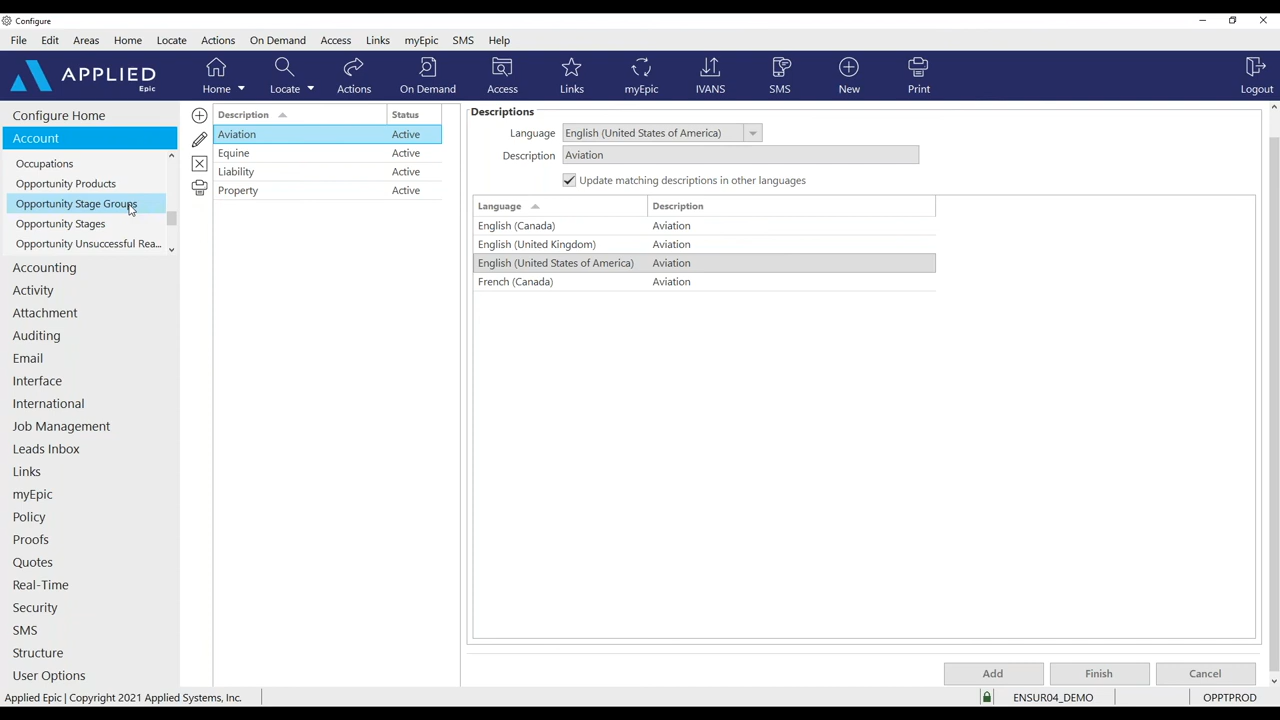 Configure
File Edit Areas Home Locate Actions On Demand Access Links myEpic SMS Help
APPLIED
Epic
Home Locate Actions On Demand Access Links myEpic IVANS SMS New Print Logout
Configure Home
Account
Occupations
Opportunity Products
Opportunity Stage Groups
Opportunity Stages
Opportunity Unsuccessful Rea...
Accounting
Activity
Attachment
Auditing
Email
Interface
International
Job Management
Leads Inbox
Links
myEpic
Policy
Proofs
Quotes
Real-Time
Security
SMS
Structure
User Options
Description Status
Aviation Active
Equine Active
Liability Active
Property Active
Descriptions
Language English (United States of America)
Description Aviation
Update matching descriptions in other languages
Language Description
English (Canada) Aviation
English (United Kingdom) Aviation
English (United States of America) Aviation
French (Canada) Aviation
Add Finish Cancel
Applied Epic | Copyright 2021 Applied Systems, Inc. ENSUR04_DEMO OPPTPROD